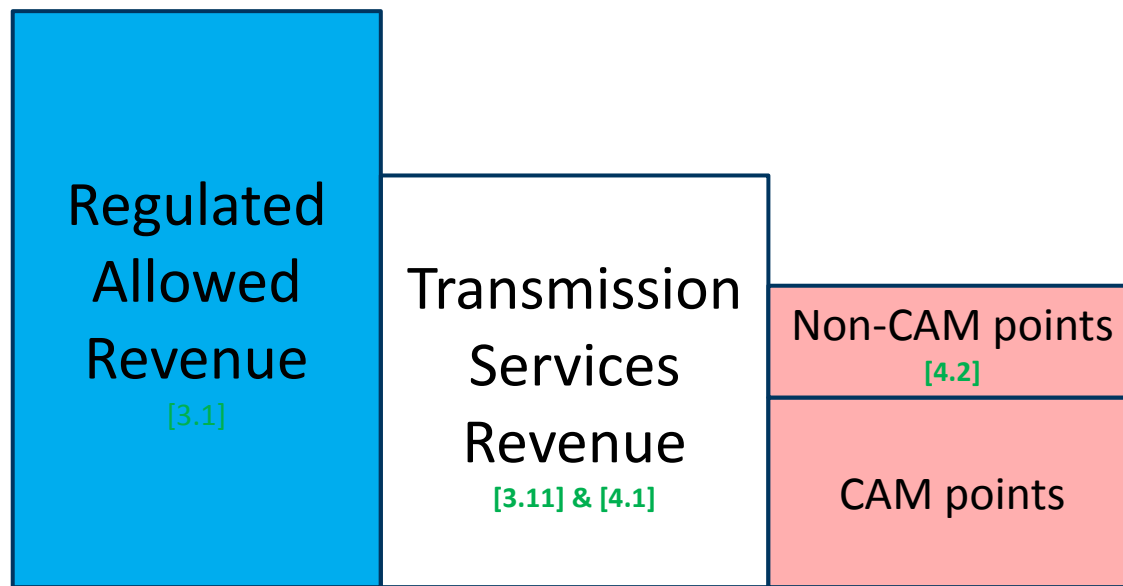 Regulated
Allowed
Revenue
[3.1]
Transmission
Services
Revenue
[3.11] & [4.1]
Non-CAM points
[4.2]
CAM points